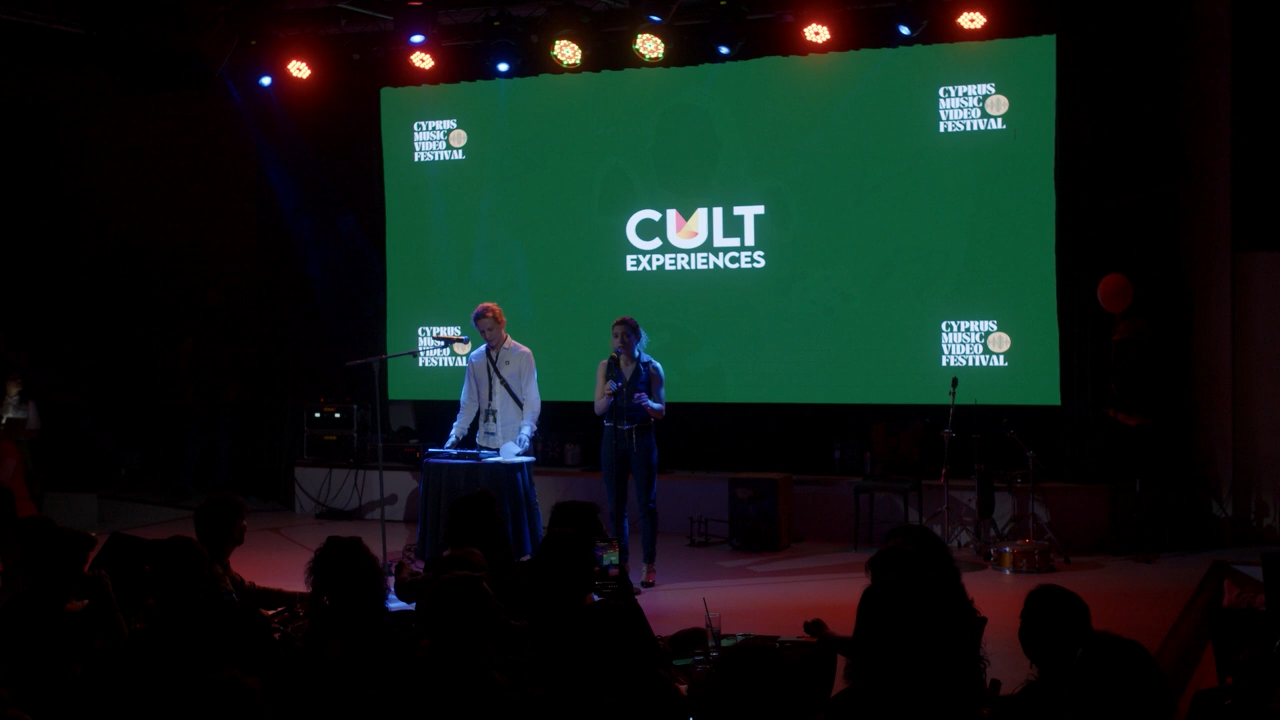 CYPRUS
MUSIC
VIDEO
FESTIVAL
CYPRUS
MUSIC
VIDEO
FESTIVAL
CULT
EXPERIENCES
CYPRUS
MUSIC
VIDEO
FESTIVAL
CYPRUS
MUSIC
VIDEO
FESTIVAL